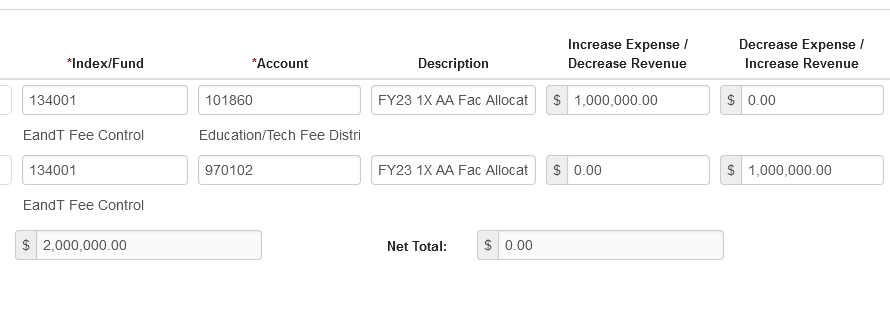 Increase Expense / Decrease Expense /
*Index/Fund *Account Description Decrease Revenue Increase Revenue
134001 101860 FY23 1X AA Fac Allocat $ 1,000,000.00 $ 0.00
EandT Fee Control Education/Tech Fee Distri
134001 970102 FY23 1X AA Fac Allocat $ 0.00 $ 1,000,000.00
EandT Fee Control
$ 2,000,000.00 Net Total: $ 0.00